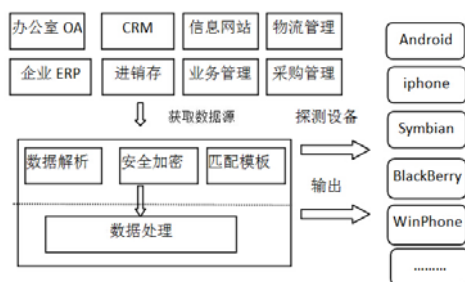 办公室 OA
CRM
信息网站
物流管理
企业 ERP
进销存
业务管理
采购管理
获取数据源
探测设备
数据解析
安全加密
匹配模板
输出
数据处理
Android
iphone
Symbian
BlackBerry
WinPhone
………